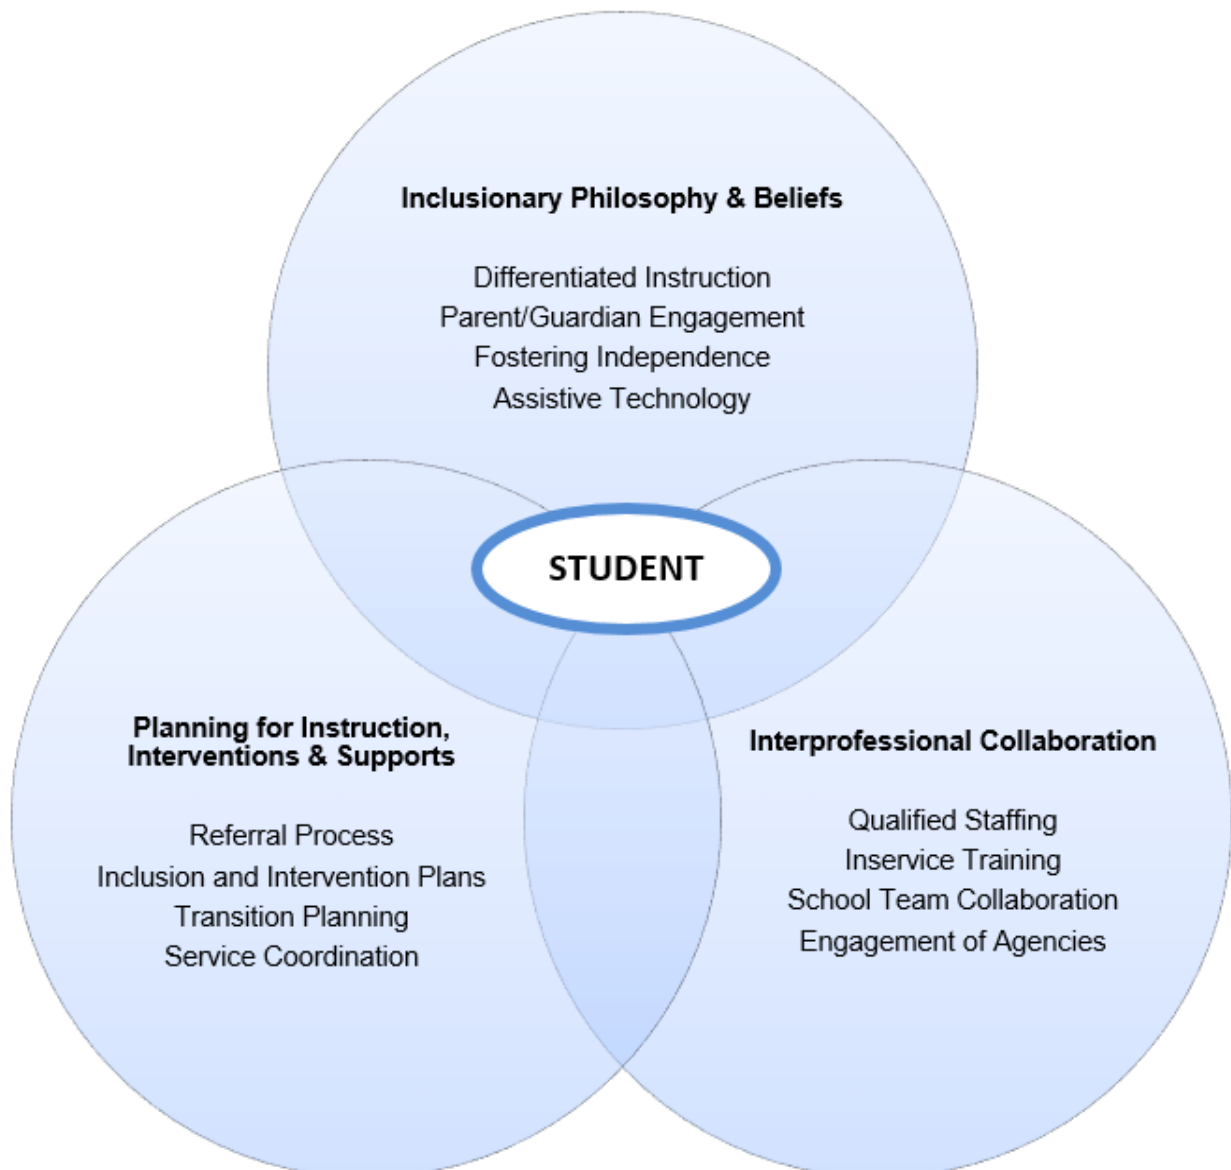 Inclusionary Philosophy & Beliefs
Differentiated Instruction
Parent/Guardian Engagement
Fostering Independence
Assistive Technology
STUDENT
Planning for Instruction,
Interventions & Supports
Referral Process
Inclusion and Intervention Plans
Transition Planning
Service Coordination
Interprofessional Collaboration
Qualified Staffing
Inservice Training
School Team Collaboration
Engagement of Agencies